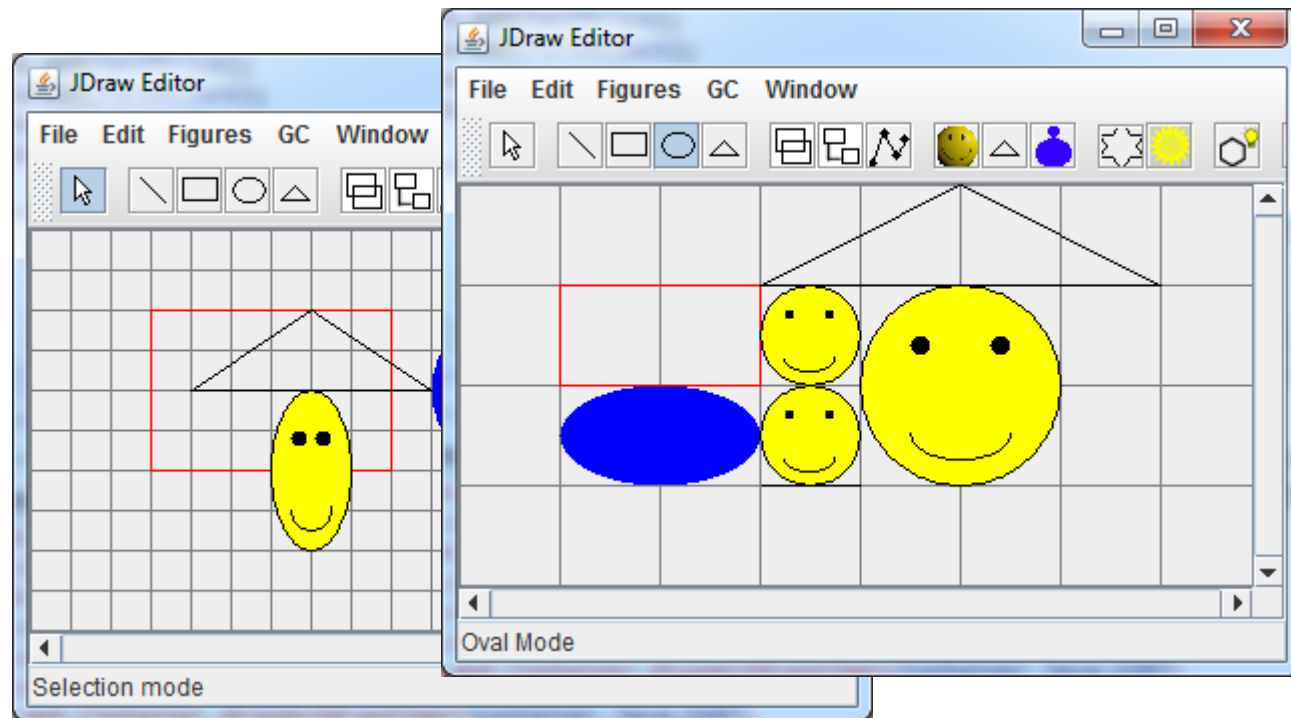 JDraw Editor
File Edit Figures GC Window
Selection mode
JDraw Editor
File Edit Figures GC Window
Oval Mode